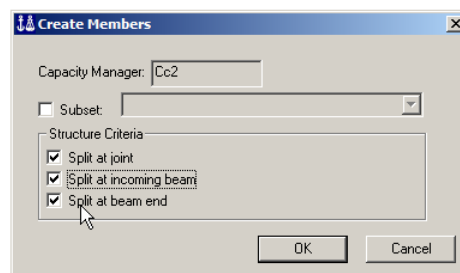 Create Members
Capacity Manager: Cc2
Subset:
Structure Criteria
Split at joint
Split at incoming beam
Split at beam end
OK Cancel